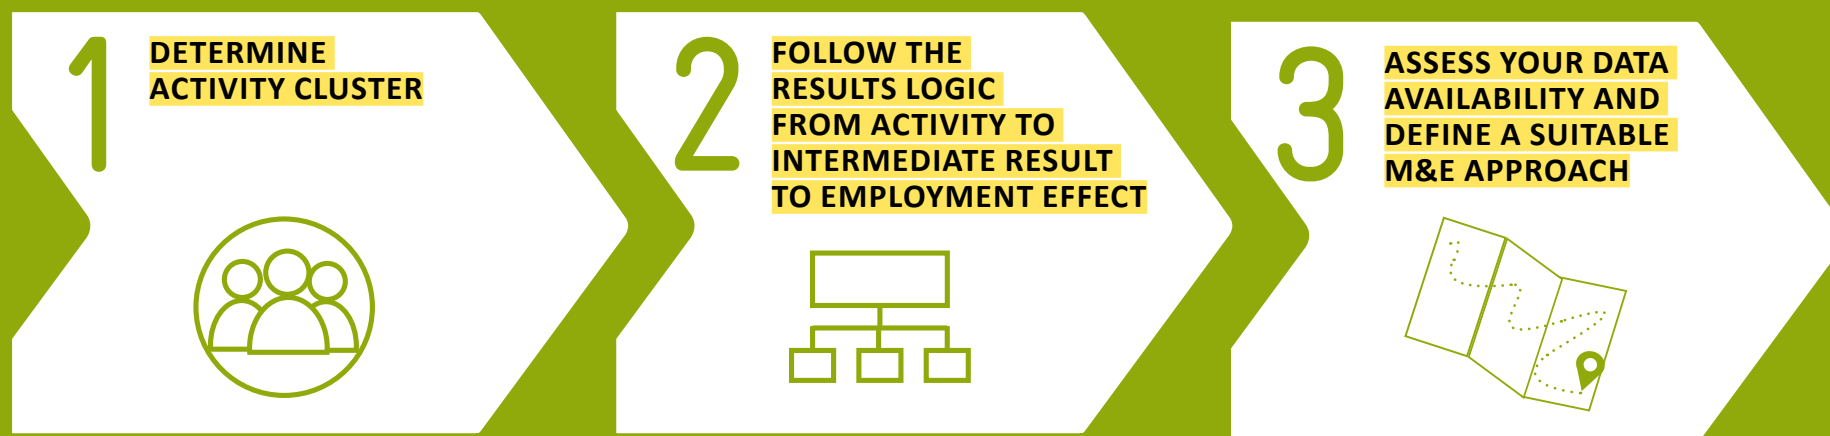 1
DETERMINE
ACTIVITY CLUSTER
2
FOLLOW THE
RESULTS LOGIC
FROM ACTIVITY TO
INTERMEDIATE RESULT
TO EMPLOYMENT EFFECT
3
ASSESS YOUR DATA
AVAILABILITY AND
DEFINE A SUITABLE
M&E APPROACH